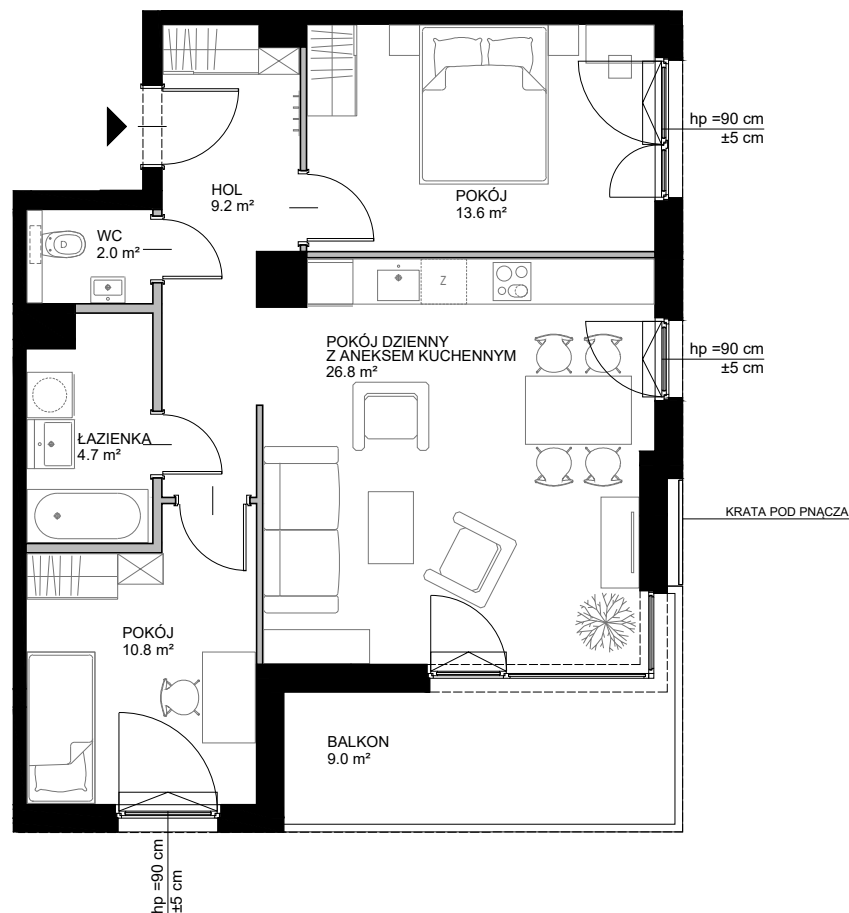 hp =90 cm
±5 cm
HOL
9.2 m²
POKÓJ
13.6 m²
WC
2.0 m²
D
Z
POKÓJ DZIENNY
Z ANEKSEM KUCHENNYM
26.8 m²
hp =90 cm
±5 cm
ŁAZIENKA
4.7 m²
KRATA POD PNĄCZA
POKÓJ
10.8 m²
BALKON
9.0 m²
hp =90 cm
±5 cm